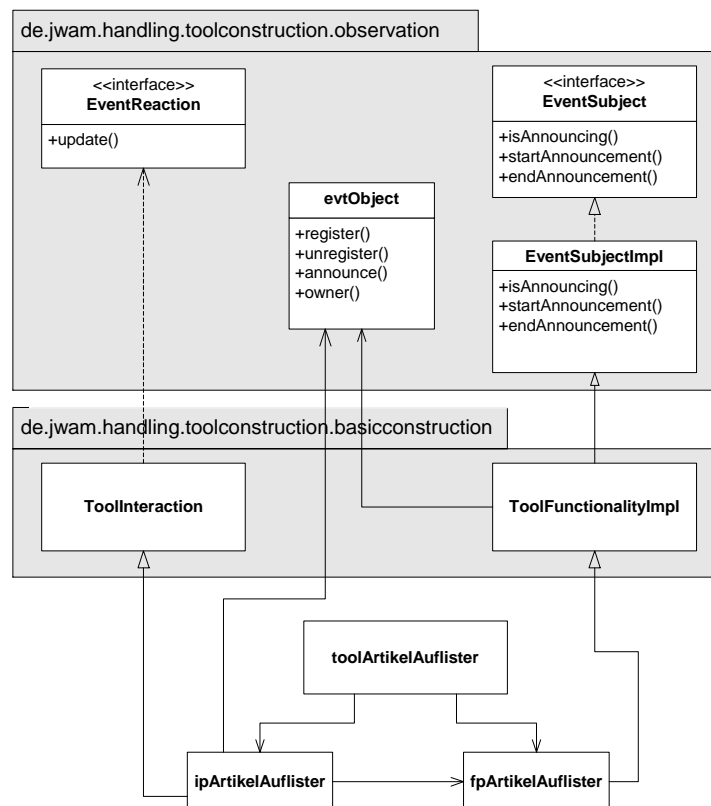 de.jwam.handling.toolconstruction.observation
<<interface>>
EventReaction
+update()
<<interface>>
EventSubject
+isAnnouncing()
+startAnnouncement()
+endAnnouncement()
evtObject
+register()
+unregister()
+announce()
+owner()
EventSubjectImpl
+isAnnouncing()
+startAnnouncement()
+endAnnouncement()
de.jwam.handling.toolconstruction.basicconstruction
ToolInteraction
ToolFunctionalityImpl
toolArtikelAuflister
ipArtikelAuflister
fpArtikelAuflister